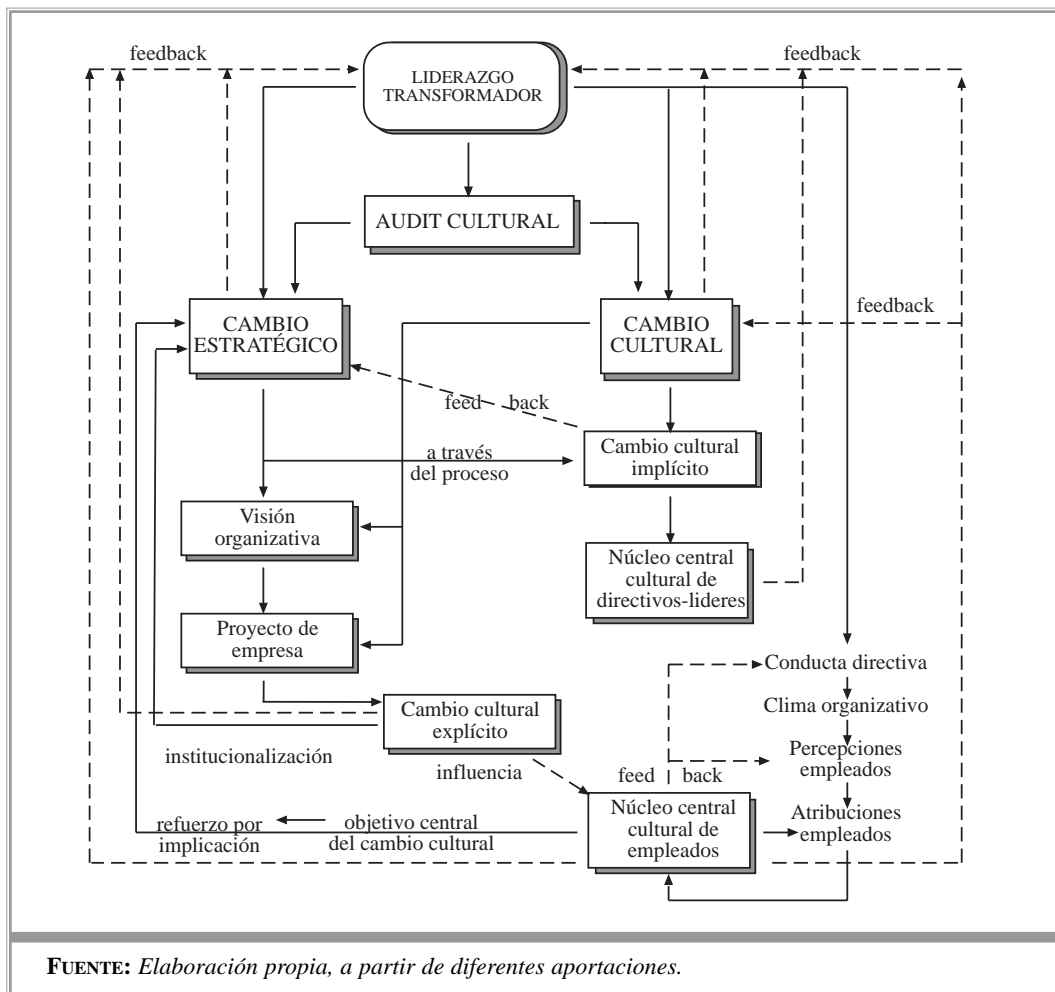 feedback
feedback
LIDERAZGO
TRANSFORMADOR
AUDIT CULTURAL
CAMBIO
ESTRATÉGICO
CAMBIO
CULTURAL
feedback
feed back
Cambio cultural
implícito
a través
del proceso
Visión
organizativa
Núcleo central
cultural de
directivos-lideres
Proyecto de
empresa
Conducta directiva
Clima organizativo
Cambio cultural
explícito
institucionalización
influencia
feed back
Percepciones
empleados
Núcleo central
cultural de
empleados
Atribuciones
empleados
refuerzo por
implicación
objetivo central
del cambio cultural
FUENTE: Elaboración propia, a partir de diferentes aportaciones.